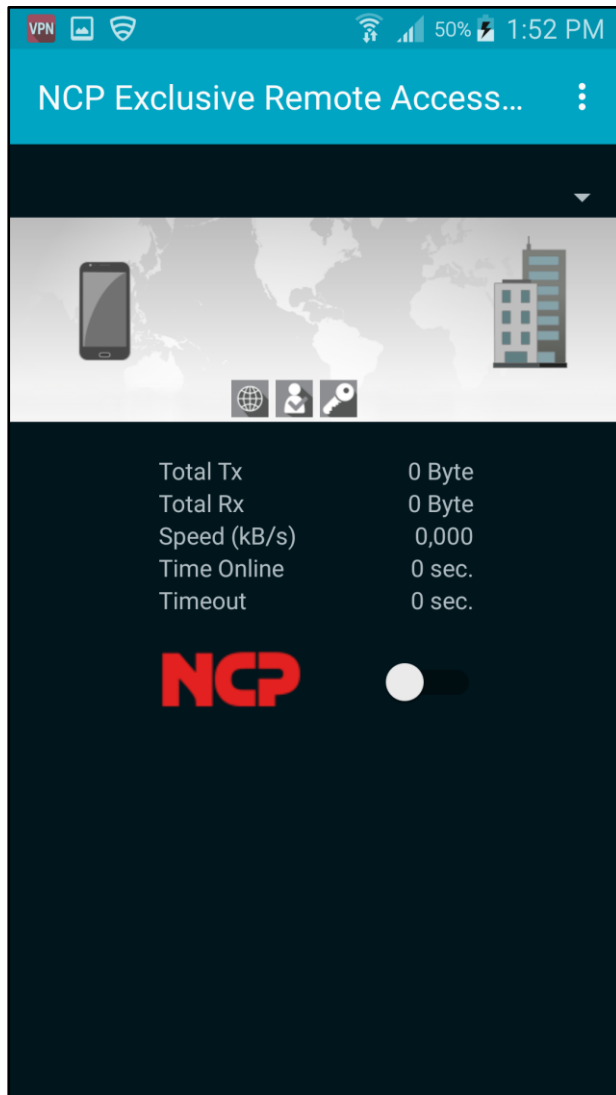 VPN 50% 1:52 PM
NCP Exclusive Remote Access...
Total Tx 0 Byte
Total Rx 0 Byte
Speed (kB/s) 0,000
Time Online 0 sec.
Timeout 0 sec.
NCP